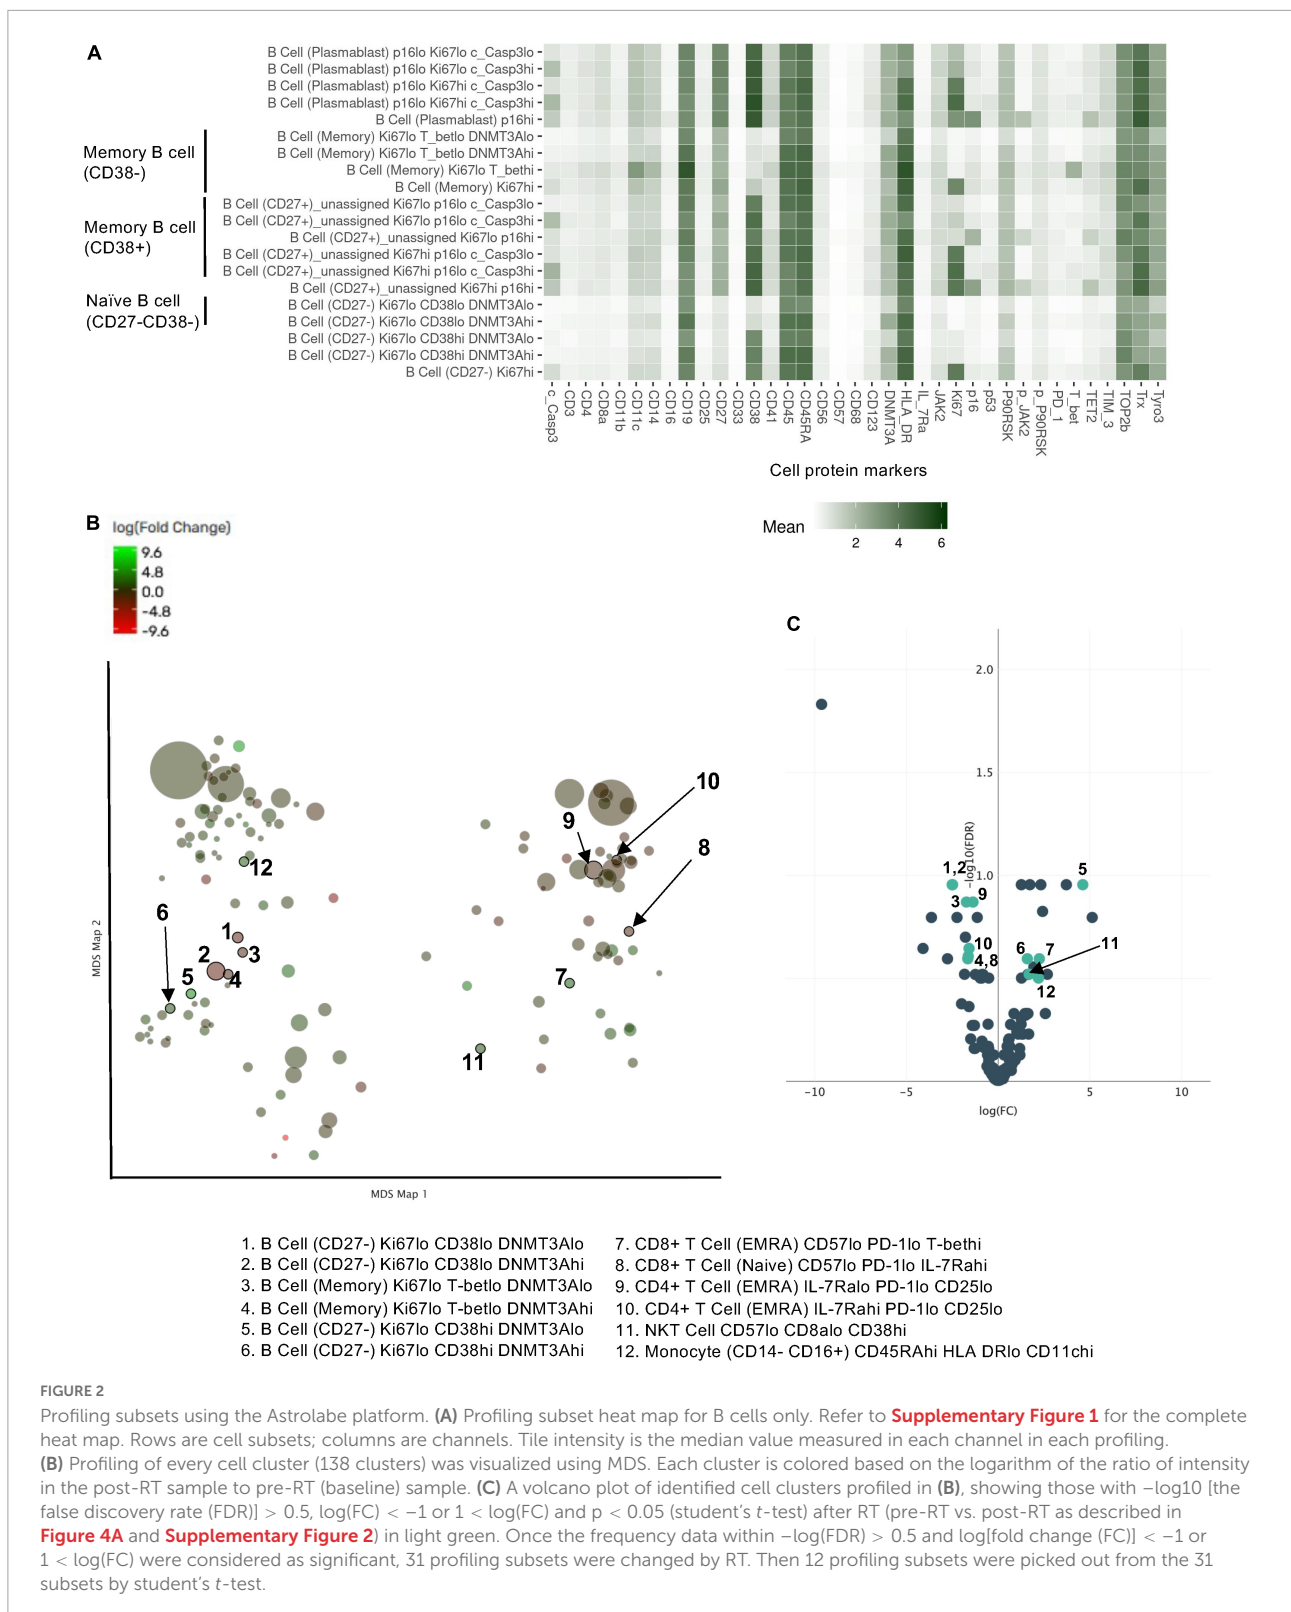 A
B Cell (Plasmablast) p16lo Ki67lo c_Casp3lo
B Cell (Plasmablast) p16lo Ki67lo c_Casp3hi
B Cell (Plasmablast) p16lo Ki67hi c_Casp3lo
B Cell (Plasmablast) p16lo Ki67hi c_Casp3hi
B Cell (Plasmablast) p16hi
B Cell (Memory) Ki67lo T_betlo DNMT3Alo
B Cell (Memory) Ki67lo T_betlo DNMT3Ahi
B Cell (Memory) Ki67lo T_bethi
B Cell (Memory) Ki67hi
B Cell (CD27+)_unassigned Ki67lo p16lo c_Casp3lo
B Cell (CD27+)_unassigned Ki67lo p16lo c_Casp3hi
B Cell (CD27+)_unassigned Ki67lo p16hi
B Cell (CD27+)_unassigned Ki67hi p16lo c_Casp3lo
B Cell (CD27+)_unassigned Ki67hi p16lo c_Casp3hi
B Cell (CD27+)_unassigned Ki67hi p16hi
B Cell (CD27-) Ki67lo CD38lo DNMT3Alo
B Cell (CD27-) Ki67lo CD38lo DNMT3Ahi
B Cell (CD27-) Ki67lo CD38hi DNMT3Alo
B Cell (CD27-) Ki67lo CD38hi DNMT3Ahi
B Cell (CD27-) Ki67hi
Memory B cell
(CD38-)
Memory B cell
(CD38+)
Naïve B cell
(CD27-CD38-)
c_Casp3
CD3
CD4
CD8a
CD11b
CD11c
CD14
CD16
CD19
CD25
CD27
CD33
CD38
CD41
CD45
CD45RA
CD56
CD57
CD68
CD123
DNMT3A
HLA_DR
IL_7Ra
JAK2
Ki67
p16
p53
P90RSK
p_JAK2
p_P90RSK
PD_1
T_bet
TET2
TIM_3
TOP2b
Trx
Tyro3
Cell protein markers
Mean
2 4 6
B
log(Fold Change)
9.6
4.8
0.0
-4.8
-9.6
MDS Map 2
10
9
8
12
6
1
3
2
4
5
7
11
MDS Map 1
C
2.0
1.5
1.0
-log10(FDR)
1,2
5
3
9
10
6
7
11
4,8
12
-10 -5 5 10
log(FC)
1. B Cell (CD27-) Ki67lo CD38lo DNMT3Alo
2. B Cell (CD27-) Ki67lo CD38lo DNMT3Ahi
3. B Cell (Memory) Ki67lo T-betlo DNMT3Alo
4. B Cell (Memory) Ki67lo T-betlo DNMT3Ahi
5. B Cell (CD27-) Ki67lo CD38hi DNMT3Alo
6. B Cell (CD27-) Ki67lo CD38hi DNMT3Ahi
7. CD8+ T Cell (EMRA) CD57lo PD-1lo T-bethi
8. CD8+ T Cell (Naive) CD57lo PD-1lo IL-7Rahi
9. CD4+ T Cell (EMRA) IL-7Ralo PD-1lo CD25lo
10. CD4+ T Cell (EMRA) IL-7Rahi PD-1lo CD25lo
11. NKT Cell CD57lo CD8alo CD38hi
12. Monocyte (CD14- CD16+) CD45RAhi HLA DRlo CD11chi
FIGURE 2
Profiling subsets using the Astrolabe platform. (A) Profiling subset heat map for B cells only. Refer to Supplementary Figure 1 for the complete
heat map. Rows are cell subsets; columns are channels. Tile intensity is the median value measured in each channel in each profiling.
(B) Profiling of every cell cluster (138 clusters) was visualized using MDS. Each cluster is colored based on the logarithm of the ratio of intensity
in the post-RT sample to pre-RT (baseline) sample. (C) A volcano plot of identified cell clusters profiled in (B), showing those with −log10 [the
false discovery rate (FDR)] > 0.5, log(FC) < −1 or 1 < log(FC) and p < 0.05 (student's t-test) after RT (pre-RT vs. post-RT as described in
Figure 4A and Supplementary Figure 2) in light green. Once the frequency data within −log(FDR) > 0.5 and log[fold change (FC)] < −1 or
1 < log(FC) were considered as significant, 31 profiling subsets were changed by RT. Then 12 profiling subsets were picked out from the 31
subsets by student's t-test.